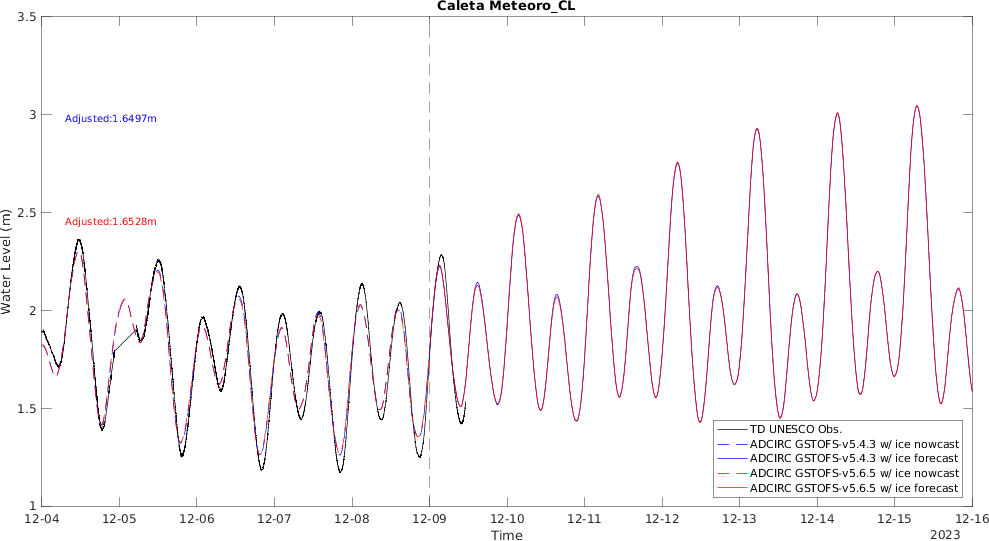 Caleta Meteoro_CL
3.5
3
2.5
2
1.5
1
Water Level (m)
Adjusted:1.6497m
Adjusted:1.6528m
TD UNESCO Obs.
ADCIRC GSTOFS-v5.4.3 w/ ice nowcast
ADCIRC GSTOFS-v5.4.3 w/ ice forecast
ADCIRC GSTOFS-v5.6.5 w/ ice nowcast
ADCIRC GSTOFS-v5.6.5 w/ ice forecast
12-04 12-05 12-06 12-07 12-08 12-09 12-10 12-11 12-12 12-13 12-14 12-15 12-16
Time
2023